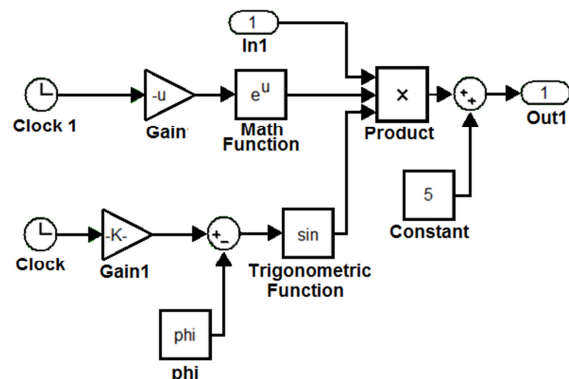 1
In1
-u
e^u
×
1
Clock 1
Gain
Math
Function
Product
Out1
5
Constant
-K-
sin
Clock
Gain1
Trigonometric
Function
phi
phi